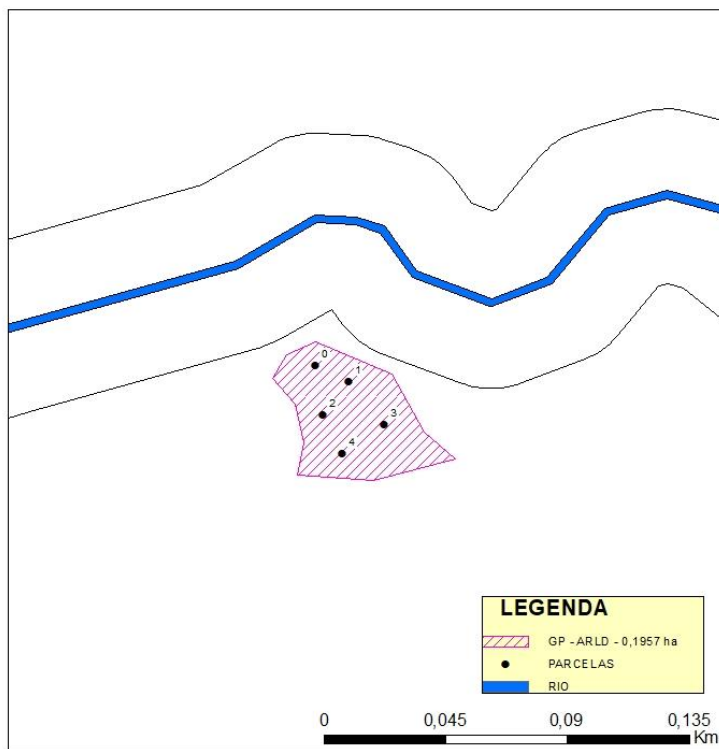 0
1
2
3
4
LEGENDA
GP - ARLD - 0,1957 ha
PARCELAS
RIO
0 0,045 0,09 0,135
Km